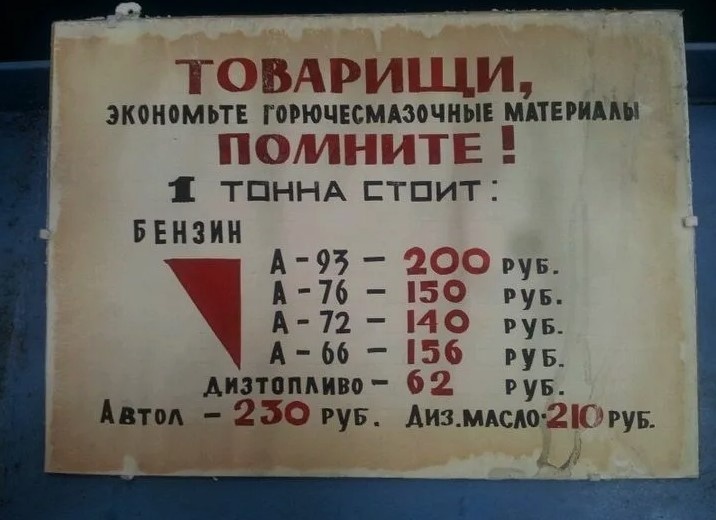 ТОВАРИЩИ,
ЭКОНОМЬТЕ ГОРЮЧЕСМАЗОЧНЫЕ МАТЕРИАЛЫ
ПОМНИТЕ!
1 ТОННА СТОИТ:
БЕНЗИН
А-93 - 200 РУБ.
А-76 - 150 РУБ.
А-72 - 140 РУБ.
А-66 - 156 РУБ.
ДИЗТОПЛИВО - 62 РУБ.
АВТОЛ - 230 РУБ. ДИЗ.МАСЛО-210 РУБ.